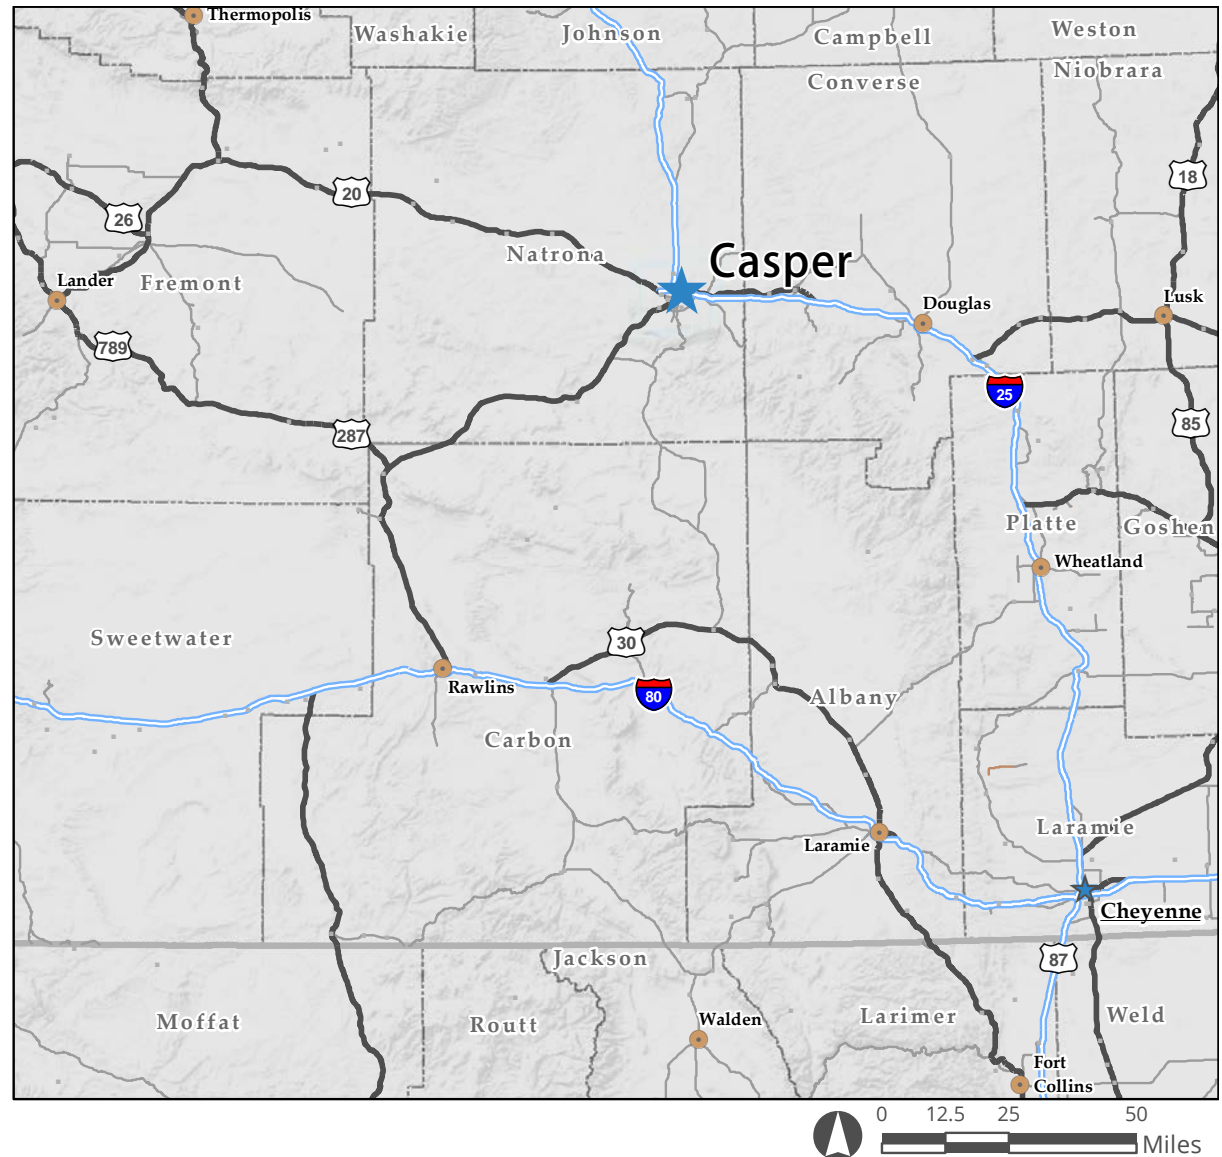 Thermopolis
Washakie
Johnson
Campbell
Weston
Converse
Niobrara
18
20
26
Natrona
Casper
Lander
Fremont
Douglas
Lusk
789
25
287
85
Platte
Goshen
Wheatland
Sweetwater
30
Rawlins
80
Albany
Carbon
Laramie
Laramie
Cheyenne
87
Jackson
Moffat
Routt
Walden
Larimer
Weld
Fort
Collins
0 12.5 25 50
Miles